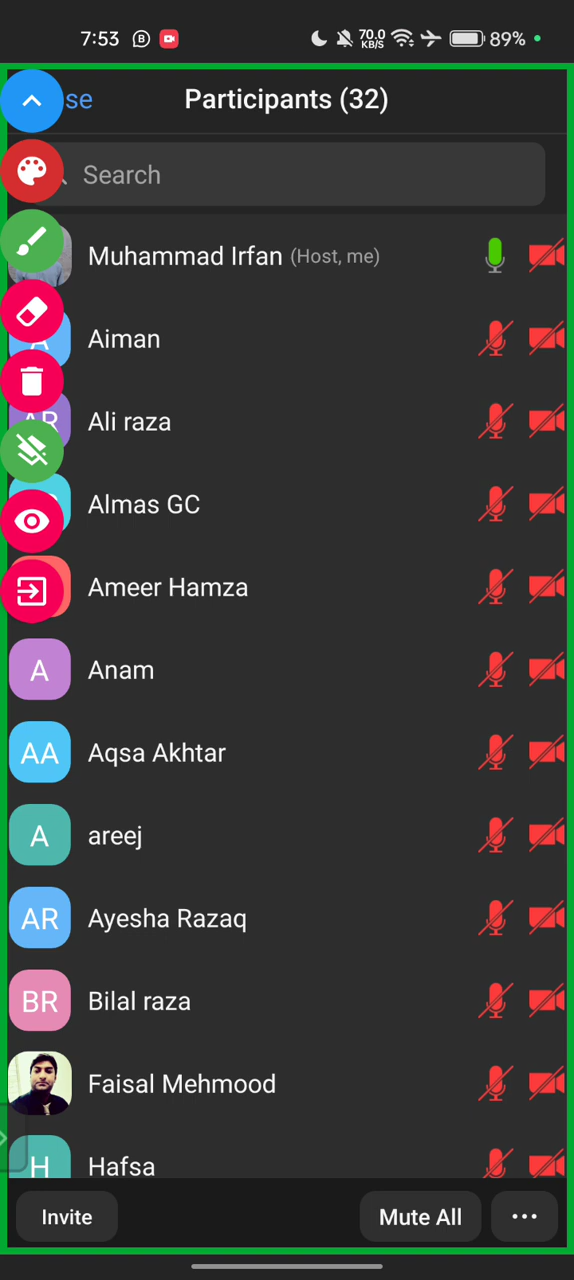 7:53 B 70.0 KB/S 89%
se Participants (32)
Search
Muhammad Irfan (Host, me)
A Aiman
AR Ali raza
Almas GC
Ameer Hamza
A Anam
AA Aqsa Akhtar
A areej
AR Ayesha Razaq
BR Bilal raza
Faisal Mehmood
H Hafsa
Invite Mute All ...